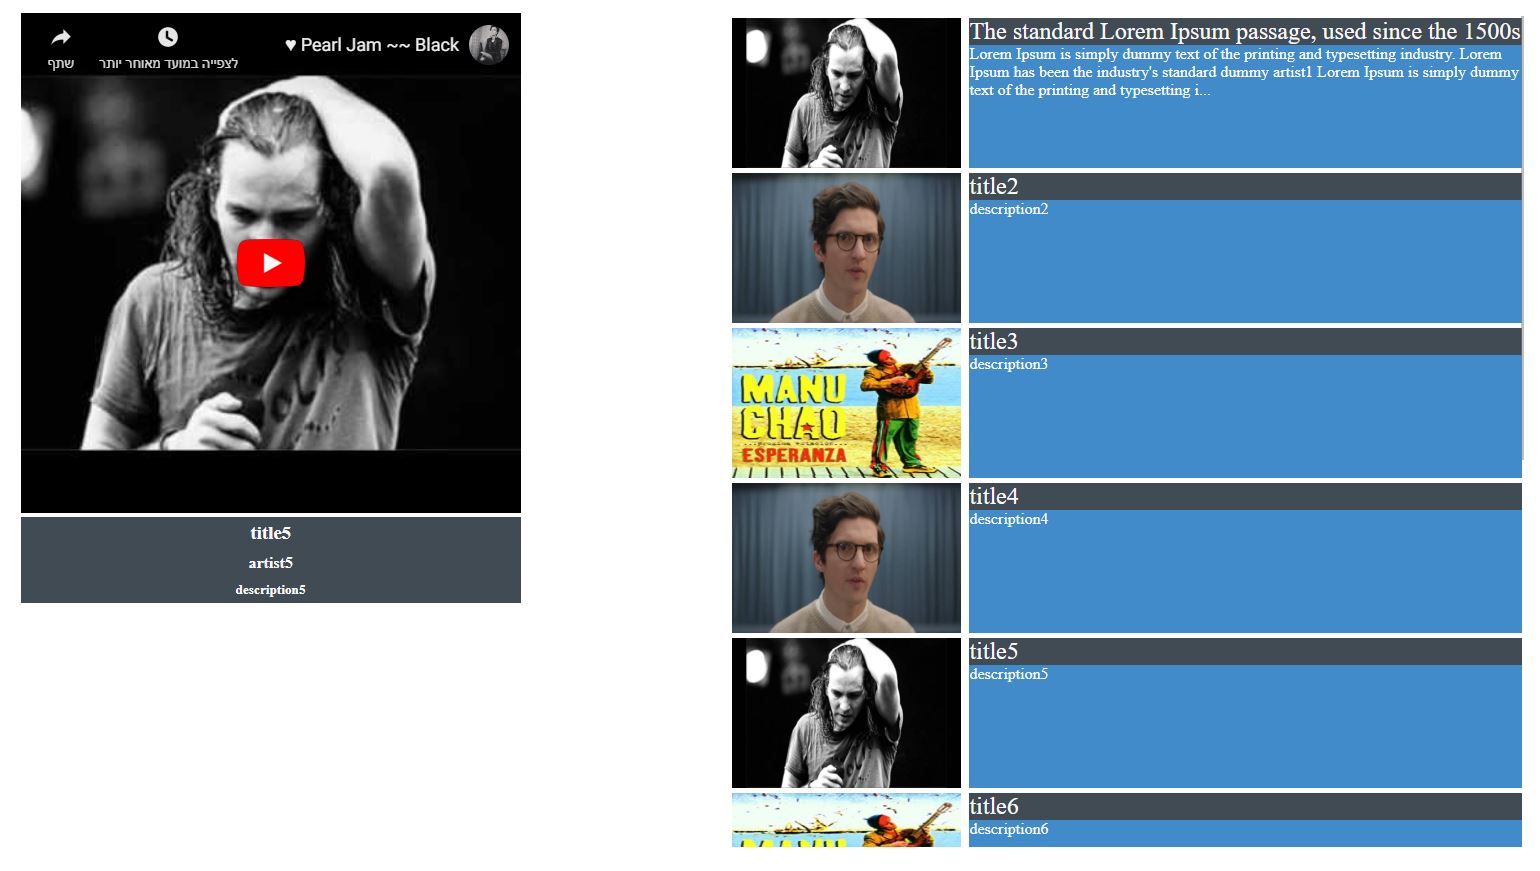 ♥ Pearl Jam ~~ Black
לצפייה במועד מאוחר יותר
שתף
title5
artist5
description5
The standard Lorem Ipsum passage, used since the 1500s
Lorem Ipsum is simply dummy text of the printing and typesetting industry. Lorem
Ipsum has been the industry's standard dummy artist1 Lorem Ipsum is simply dummy
text of the printing and typesetting i...
title2
description2
MANU
CHAO
ESPERANZA
title3
description3
title4
description4
title5
description5
title6
description6